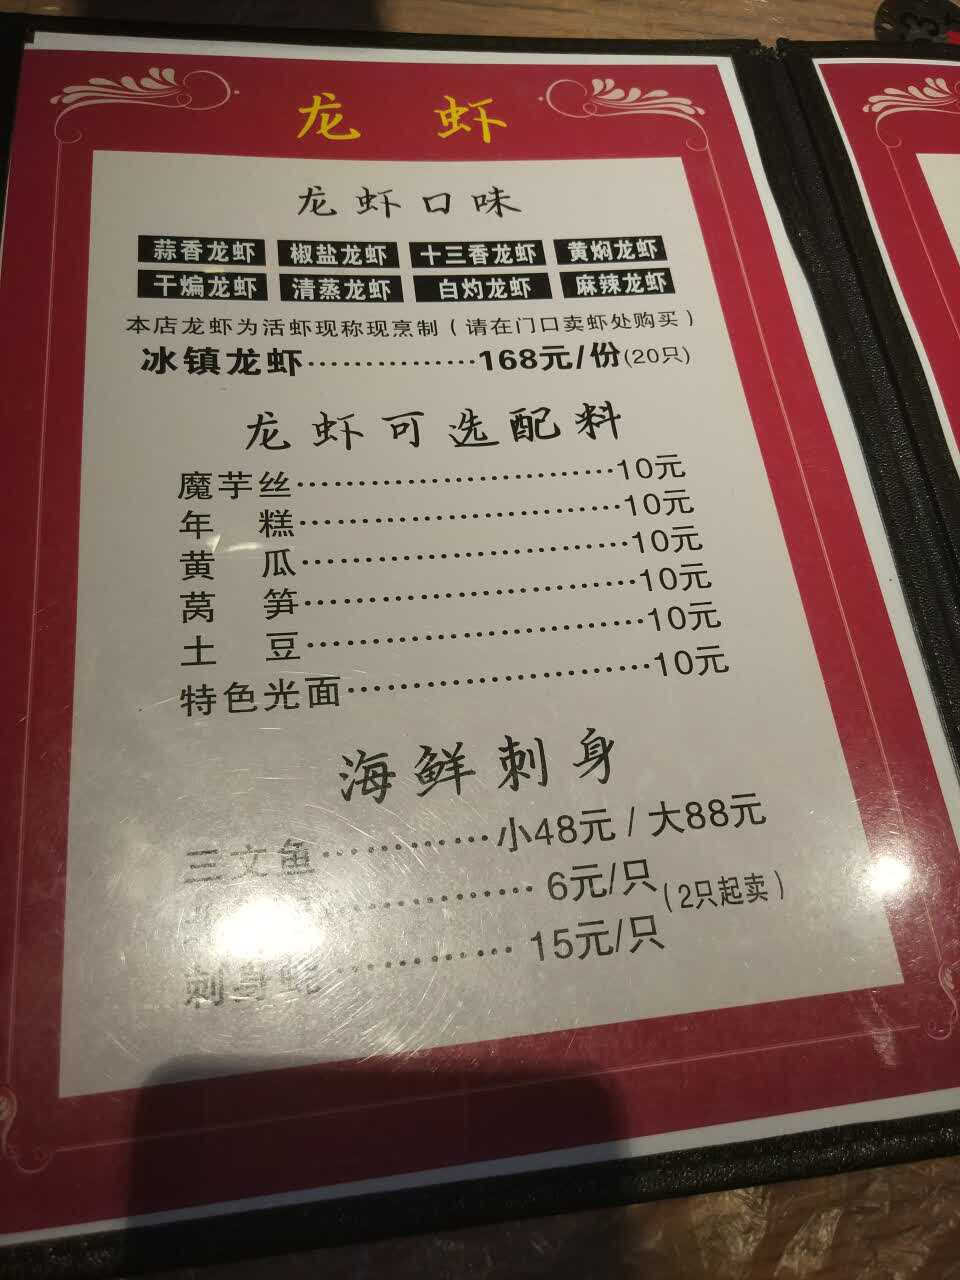 龙虾
龙虾口味
蒜香龙虾 椒盐龙虾 十三香龙虾 黄焖龙虾
干煸龙虾 清蒸龙虾 白灼龙虾 麻辣龙虾
本店龙虾为活虾现称现烹制（请在门口卖虾处购买）
冰镇龙虾……………168元/份(20只)
龙虾可选配料
魔芋丝……………………10元
年糕……………………10元
黄瓜……………………10元
莴笋……………………10元
土豆……………………10元
特色光面……………………10元
海鲜刺身
三文鱼…………小48元/大88元
…………6元/只(2只起卖)
刺身…………15元/只